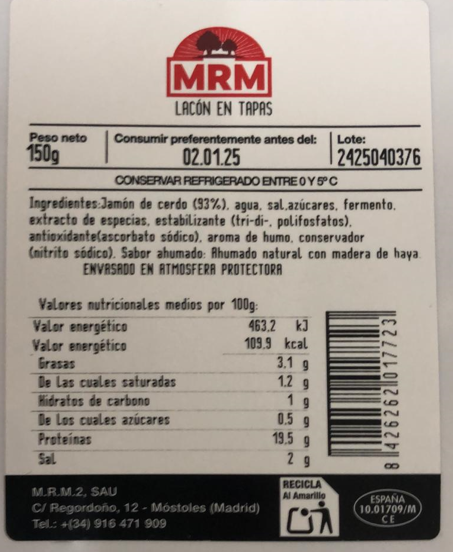 MRM
LACÓN EN TAPAS
Peso neto
150g
Consumir preferentemente antes del:
02.01.25
Lote:
2425040376
CONSERVAR REFRIGERADO ENTRE 0 Y 5º C
Ingredientes:Jamón de cerdo (93%), agua, sal,azúcares, fermento,
extracto de especias, estabilizante (tri-di-, polifosfatos),
antioxidante(ascorbato sódico), aroma de humo, conservador
(nitrito sódico). Sabor ahumado: Ahumado natural con madera de haya.
ENVASADO EN ATMOSFERA PROTECTORA
Valores nutricionales medios por 100g:
Valor energético 463,2 kJ
Valor energético 109,9 kcal
Grasas 3,1 g
De las cuales saturadas 1,2 g
Hidratos de carbono 1 g
De los cuales azúcares 0,5 g
Proteínas 19,5 g
Sal 2 g
8 426262 017723
M.R.M.2, SAU
C/ Regordoño, 12 - Móstoles (Madrid)
Tel.: +(34) 916 471 909
RECICLA
Al Amarillo
ESPAÑA
10.01709/M
CE